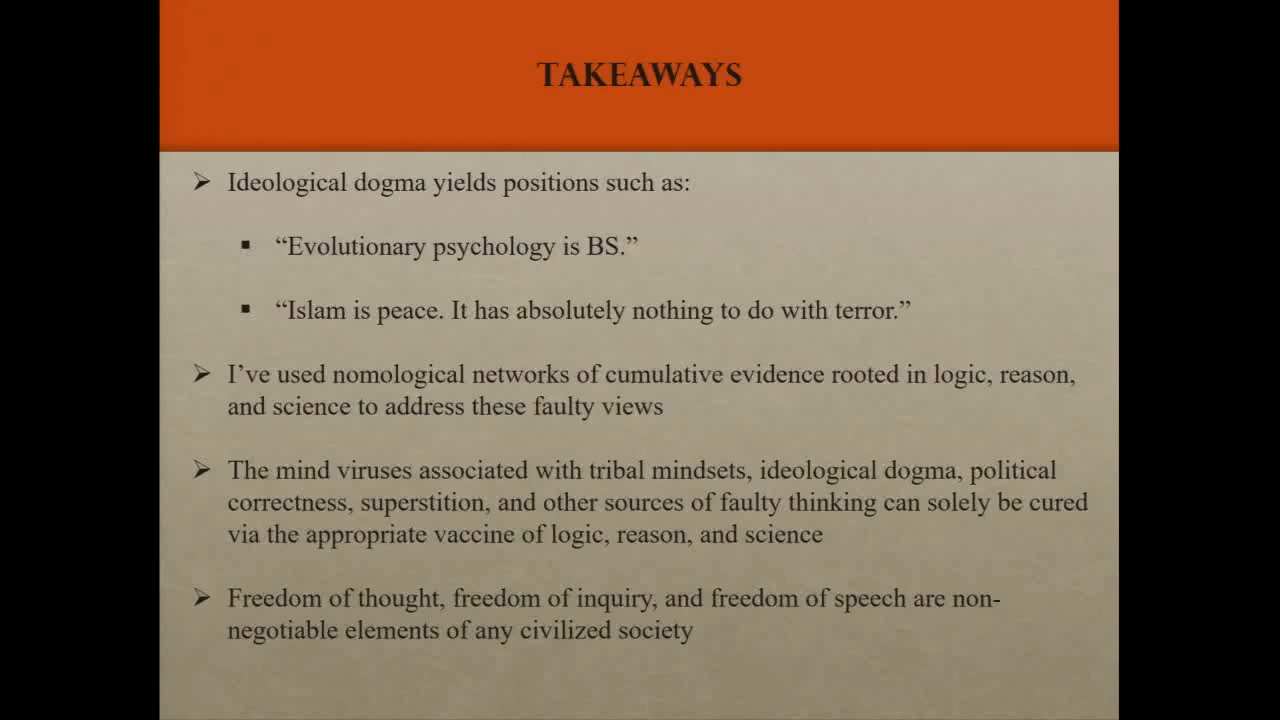 TAKEAWAYS
➢ Ideological dogma yields positions such as:
▪ “Evolutionary psychology is BS.”
▪ “Islam is peace. It has absolutely nothing to do with terror.”
➢ I’ve used nomological networks of cumulative evidence rooted in logic, reason,
and science to address these faulty views
➢ The mind viruses associated with tribal mindsets, ideological dogma, political
correctness, superstition, and other sources of faulty thinking can solely be cured
via the appropriate vaccine of logic, reason, and science
➢ Freedom of thought, freedom of inquiry, and freedom of speech are non-
negotiable elements of any civilized society